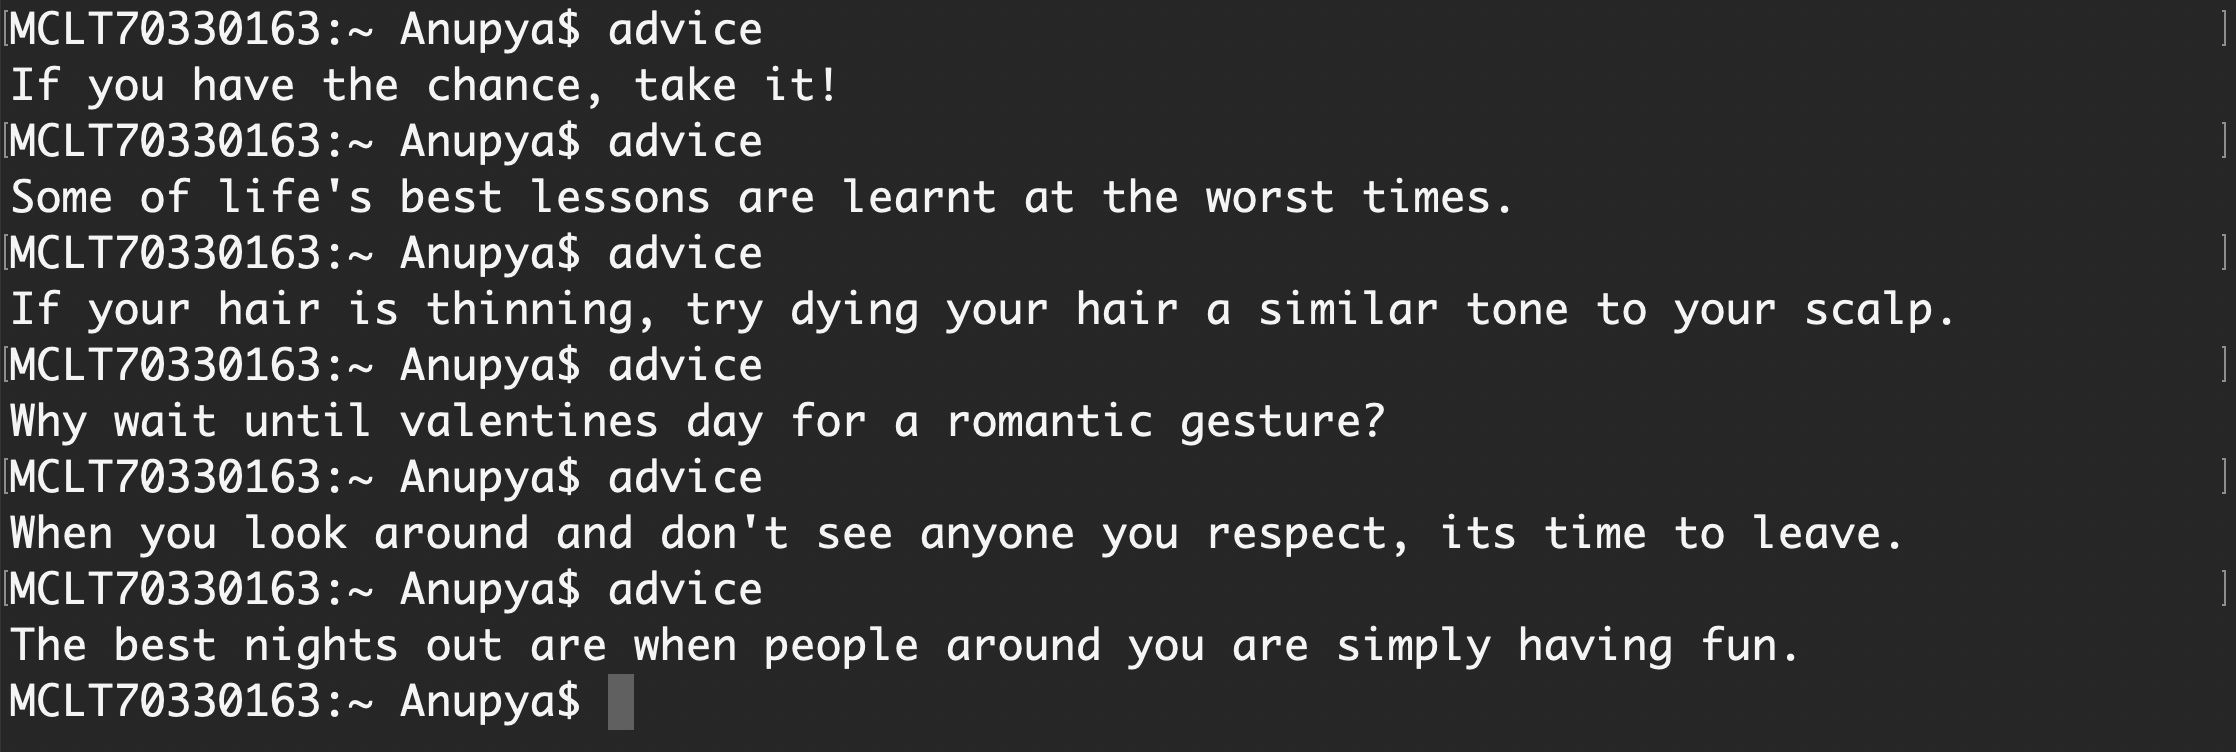 MCLT70330163:~ Anupya$ advice
If you have the chance, take it!
MCLT70330163:~ Anupya$ advice
Some of life's best lessons are learnt at the worst times.
MCLT70330163:~ Anupya$ advice
If your hair is thinning, try dying your hair a similar tone to your scalp.
MCLT70330163:~ Anupya$ advice
Why wait until valentines day for a romantic gesture?
MCLT70330163:~ Anupya$ advice
When you look around and don't see anyone you respect, its time to leave.
MCLT70330163:~ Anupya$ advice
The best nights out are when people around you are simply having fun.
MCLT70330163:~ Anupya$